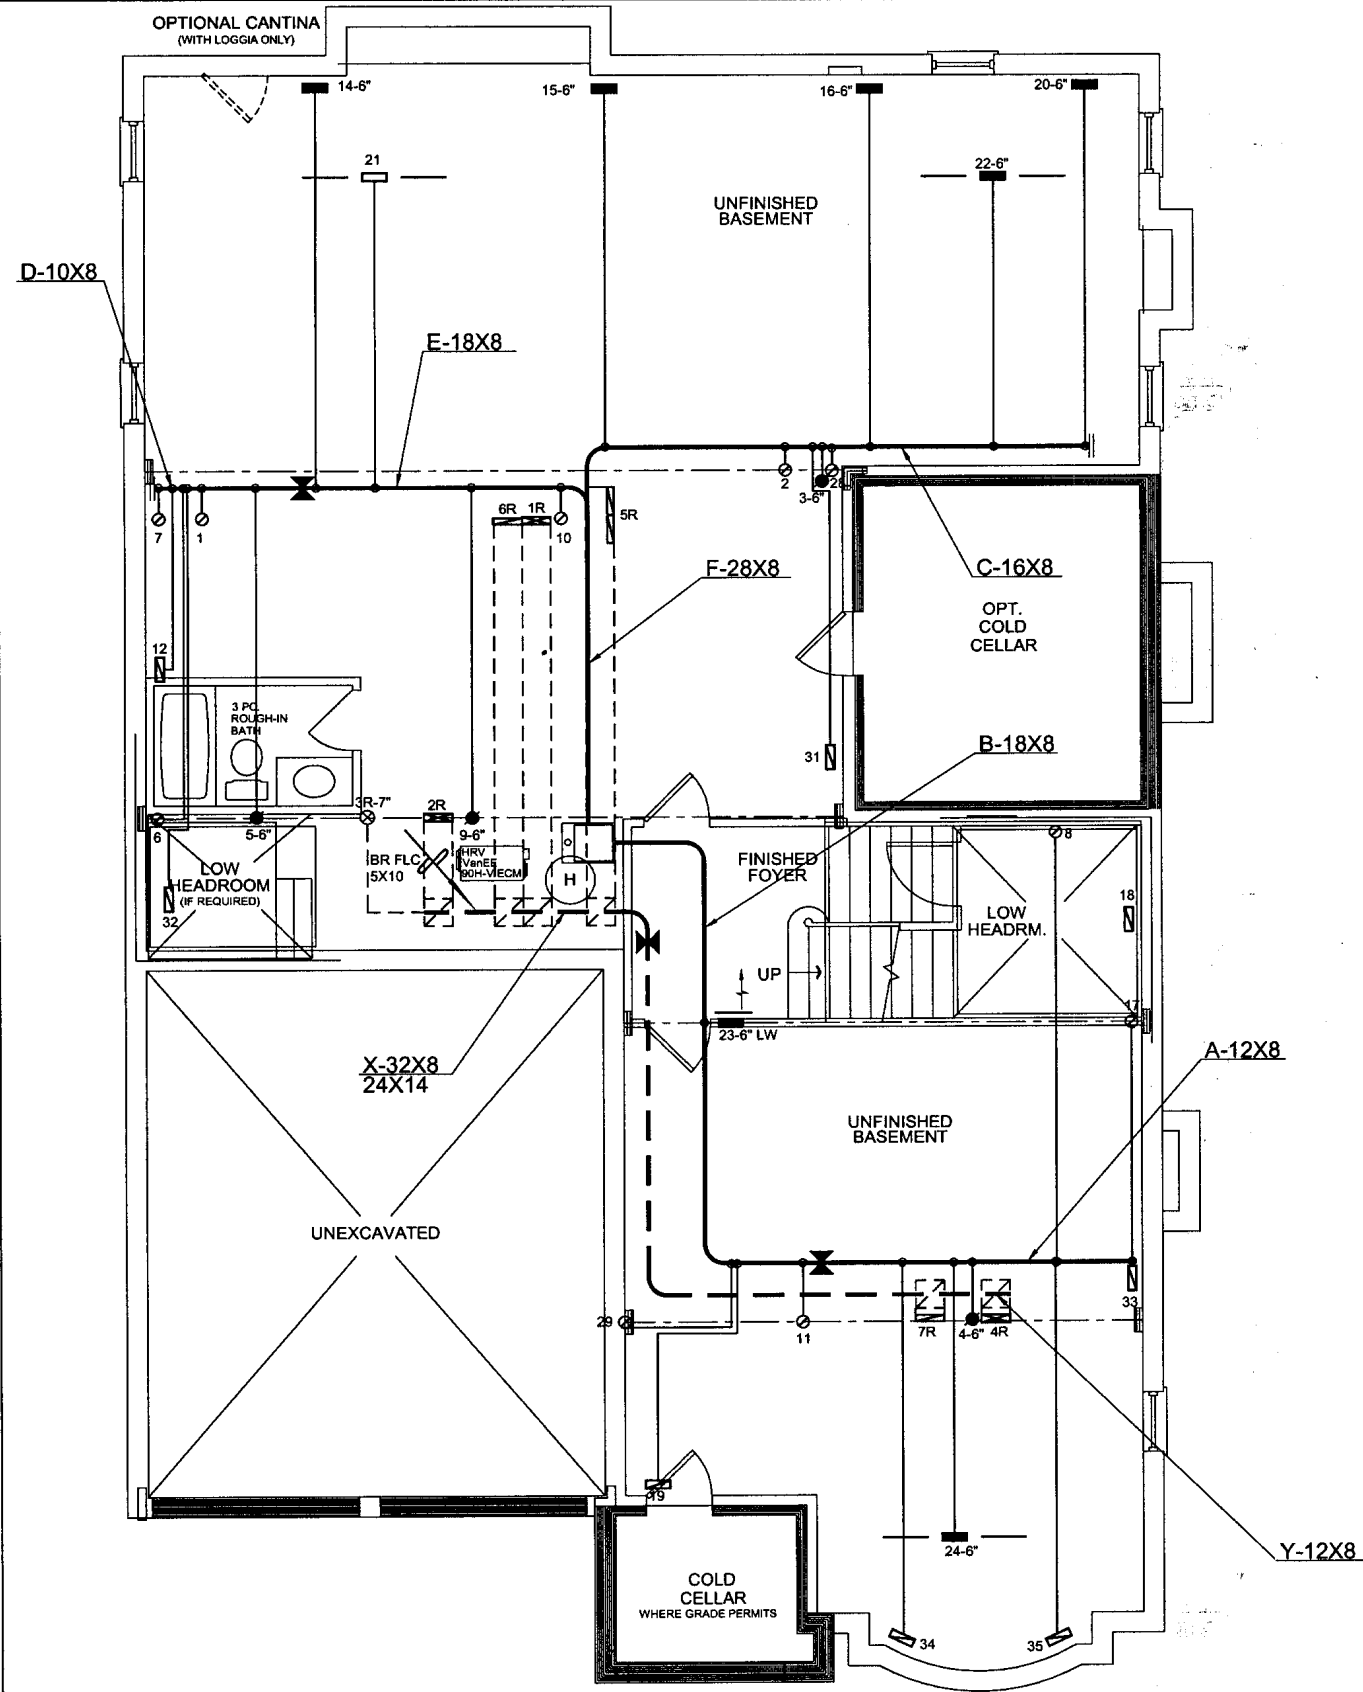 OPTIONAL CANTINA
(WITH LOGGIA ONLY)
14-6"
15-6"
16-6"
20-6"
21
22-6"
UNFINISHED
BASEMENT
D-10X8
E-18X8
2
3-6"
7
1
6R
1R
10
5R
F-28X8
C-16X8
OPT.
COLD
CELLAR
12
3 PC.
ROUGH-IN
BATH
B-18X8
31
3R-7"
2R
6
5-6"
9-6"
8
BR FLC
5X10
HRV
VanEE
90H-VIECM
H
FINISHED
FOYER
LOW
HEADROOM
(IF REQUIRED)
32
LOW
HEADRM.
18
UP
17
23-6" LW
X-32X8
24X14
A-12X8
UNFINISHED
BASEMENT
UNEXCAVATED
33
29
11
7R
4-6"
4R
19
24-6"
Y-12X8
COLD
CELLAR
WHERE GRADE PERMITS
34
35